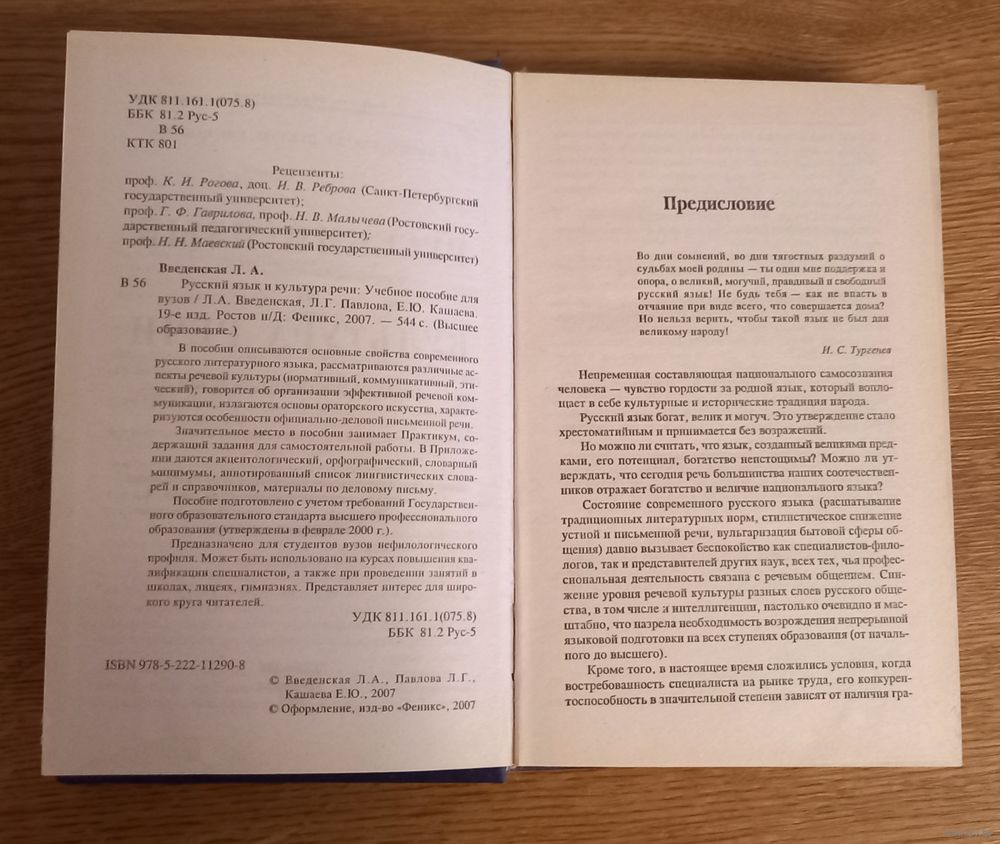 УДК 811.161.1(075.8)
ББК 81.2 Рус-5
В 56
КТК 801
Рецензенты:
проф. К. И. Рогова, доц. И. В. Реброва (Санкт-Петербургский
государственный университет);
проф. Г. Ф. Гаврилова, проф. Н. В. Малычева (Ростовский госу-
дарственный педагогический университет);
проф. Н. Н. Маевский (Ростовский государственный университет)
Введенская Л. А.
В 56 Русский язык и культура речи: Учебное пособие для
вузов / Л.А. Введенская, Л.Г. Павлова, Е.Ю. Кашаева.
19-е изд. Ростов н/Д: Феникс, 2007. — 544 с. (Высшее
образование.)
В пособии описываются основные свойства современного
русского литературного языка, рассматриваются различные ас-
пекты речевой культуры (нормативный, коммуникативный, эти-
ческий), говорится об организации эффективной речевой ком-
муникации, излагаются основы ораторского искусства, характе-
ризуются особенности официально-деловой письменной речи.
Значительное место в пособии занимает Практикум, со-
держащий задания для самостоятельной работы. В Приложе-
нии даются акцентологический, орфографический, словарный
минимумы, аннотированный список лингвистических слова-
рей и справочников, материалы по деловому письму.
Пособие подготовлено с учетом требований Государствен-
ного образовательного стандарта высшего профессионального
образования (утверждены в феврале 2000 г.).
Предназначено для студентов вузов нефилологического
профиля. Может быть использовано на курсах повышения ква-
лификации специалистов, а также при проведении занятий в
школах, лицеях, гимназиях. Представляет интерес для широ-
кого круга читателей.
УДК 811.161.1(075.8)
ББК 81.2 Рус-5
ISBN 978-5-222-11290-8
© Введенская Л.А., Павлова Л.Г.,
Кашаева Е.Ю., 2007
© Оформление, изд-во «Феникс», 2007
Предисловие
Во дни сомнений, во дни тягостных раздумий о
судьбах моей родины — ты один мне поддержка и
опора, о великий, могучий, правдивый и свободный
русский язык! Не будь тебя — как не впасть в
отчаяние при виде всего, что совершается дома?
Но нельзя верить, чтобы такой язык не был дан
великому народу!
И. С. Тургенев
Непременная составляющая национального самосознания
человека — чувство гордости за родной язык, который вопло-
щает в себе культурные и исторические традиции народа.
Русский язык богат, велик и могуч. Это утверждение стало
хрестоматийным и принимается без возражений.
Но можно ли считать, что язык, созданный великими пред-
ками, его потенциал, богатство неистощимы? Можно ли ут-
верждать, что сегодня речь большинства наших соотечествен-
ников отражает богатство и величие национального языка?
Состояние современного русского языка (расшатывание
традиционных литературных норм, стилистическое снижение
устной и письменной речи, вульгаризация бытовой сферы об-
щения) давно вызывает беспокойство как специалистов-фило-
логов, так и представителей других наук, всех тех, чья профес-
сиональная деятельность связана с речевым общением. Сни-
жение уровня речевой культуры разных слоев русского обще-
ства, в том числе и интеллигенции, настолько очевидно и мас-
штабно, что назрела необходимость возрождения непрерывной
языковой подготовки на всех ступенях образования (от началь-
ного до высшего).
Кроме того, в настоящее время сложились условия, когда
востребованность специалиста на рынке труда, его конкурен-
тоспособность в значительной степени зависят от наличия гра-